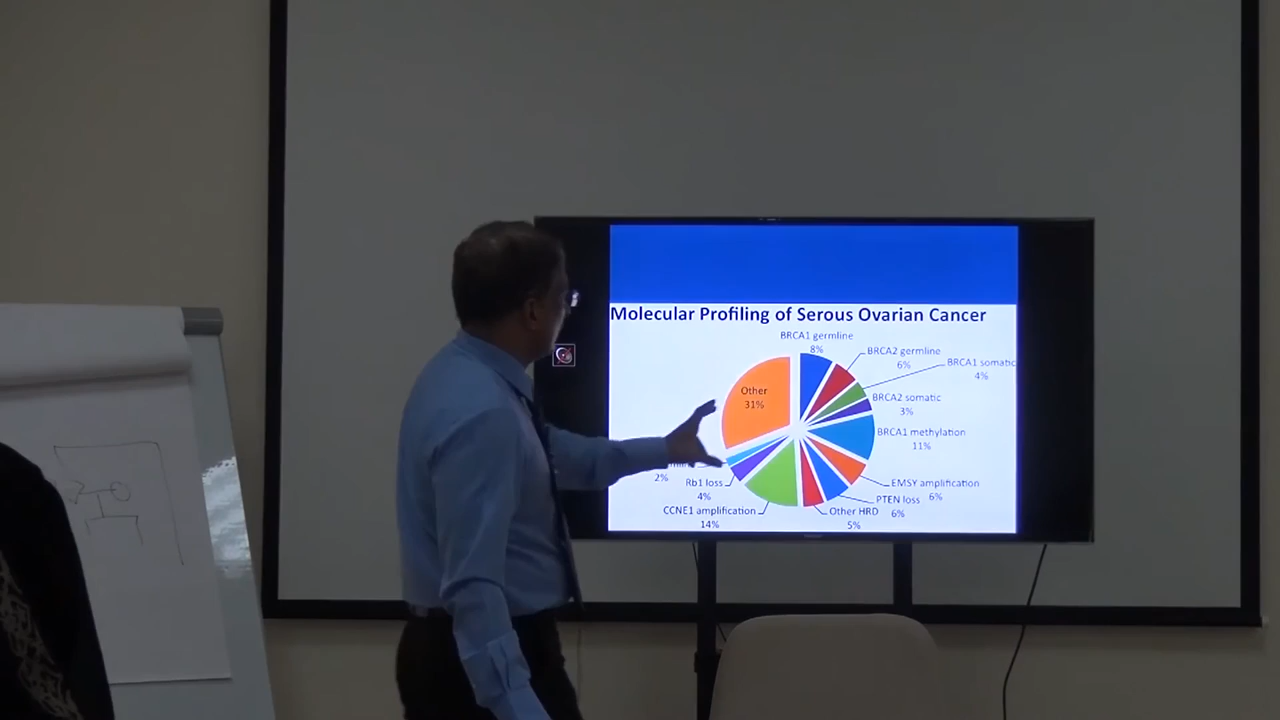 Molecular Profiling of Serous Ovarian Cancer
BRCA1 germline
8%
BRCA2 germline
6%
BRCA1 somatic
4%
BRCA2 somatic
3%
BRCA1 methylation
11%
EMSY amplification
6%
PTEN loss
6%
Other HRD
5%
CCNE1 amplification
14%
Rb1 loss
4%
2%
Other
31%